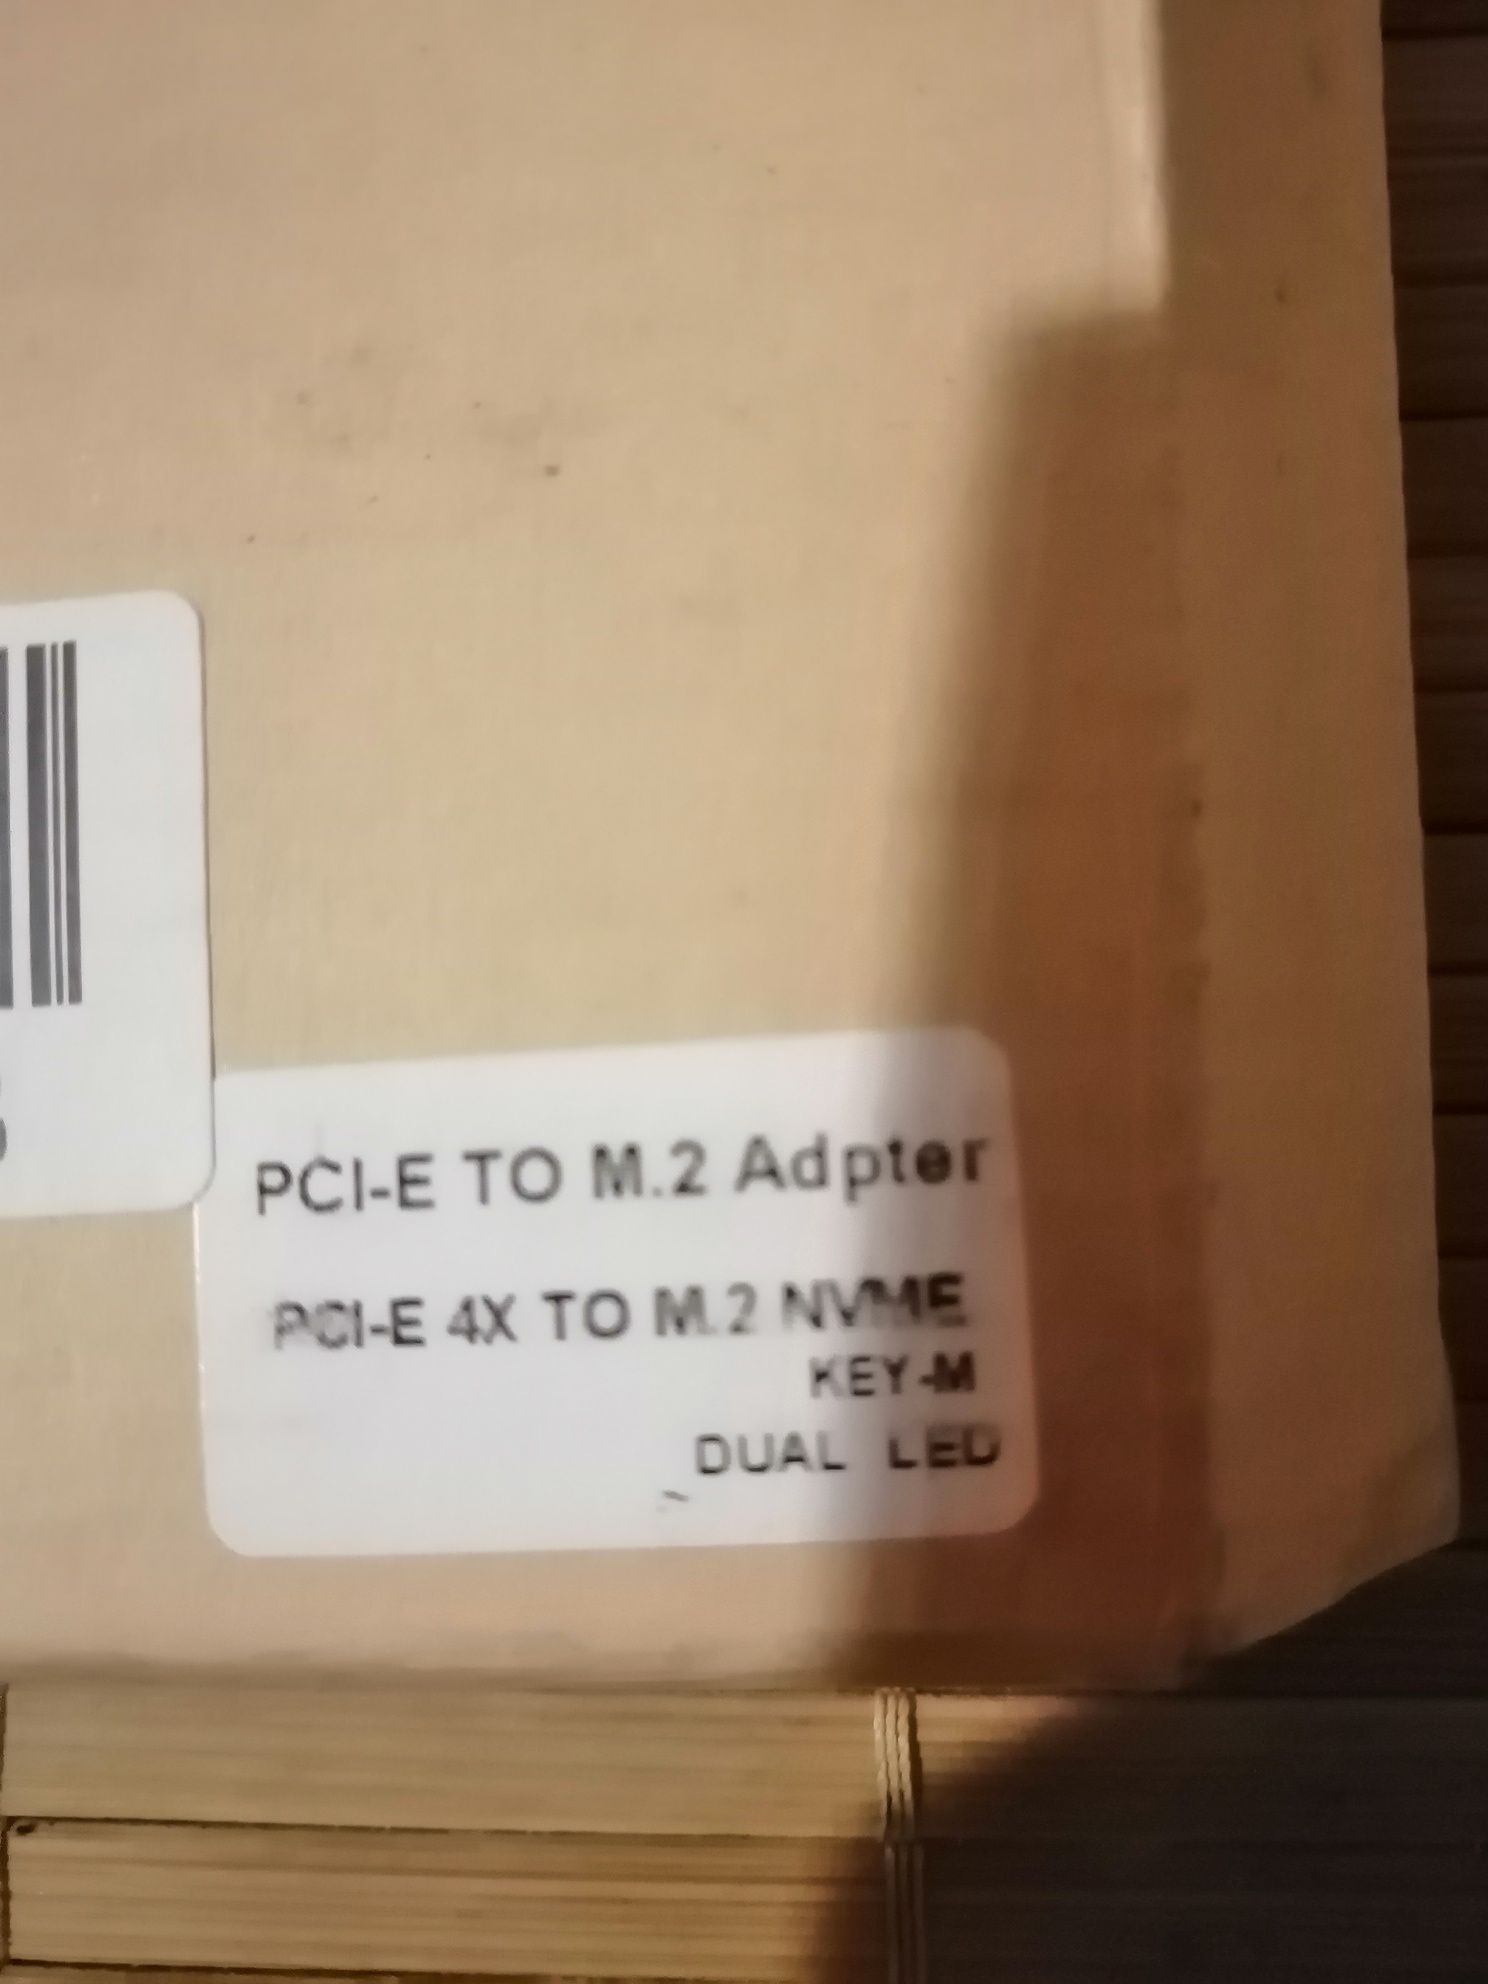 PCI-E TO M.2 Adpter
PCI-E 4X TO M.2 NVME
KEY-M
DUAL LED